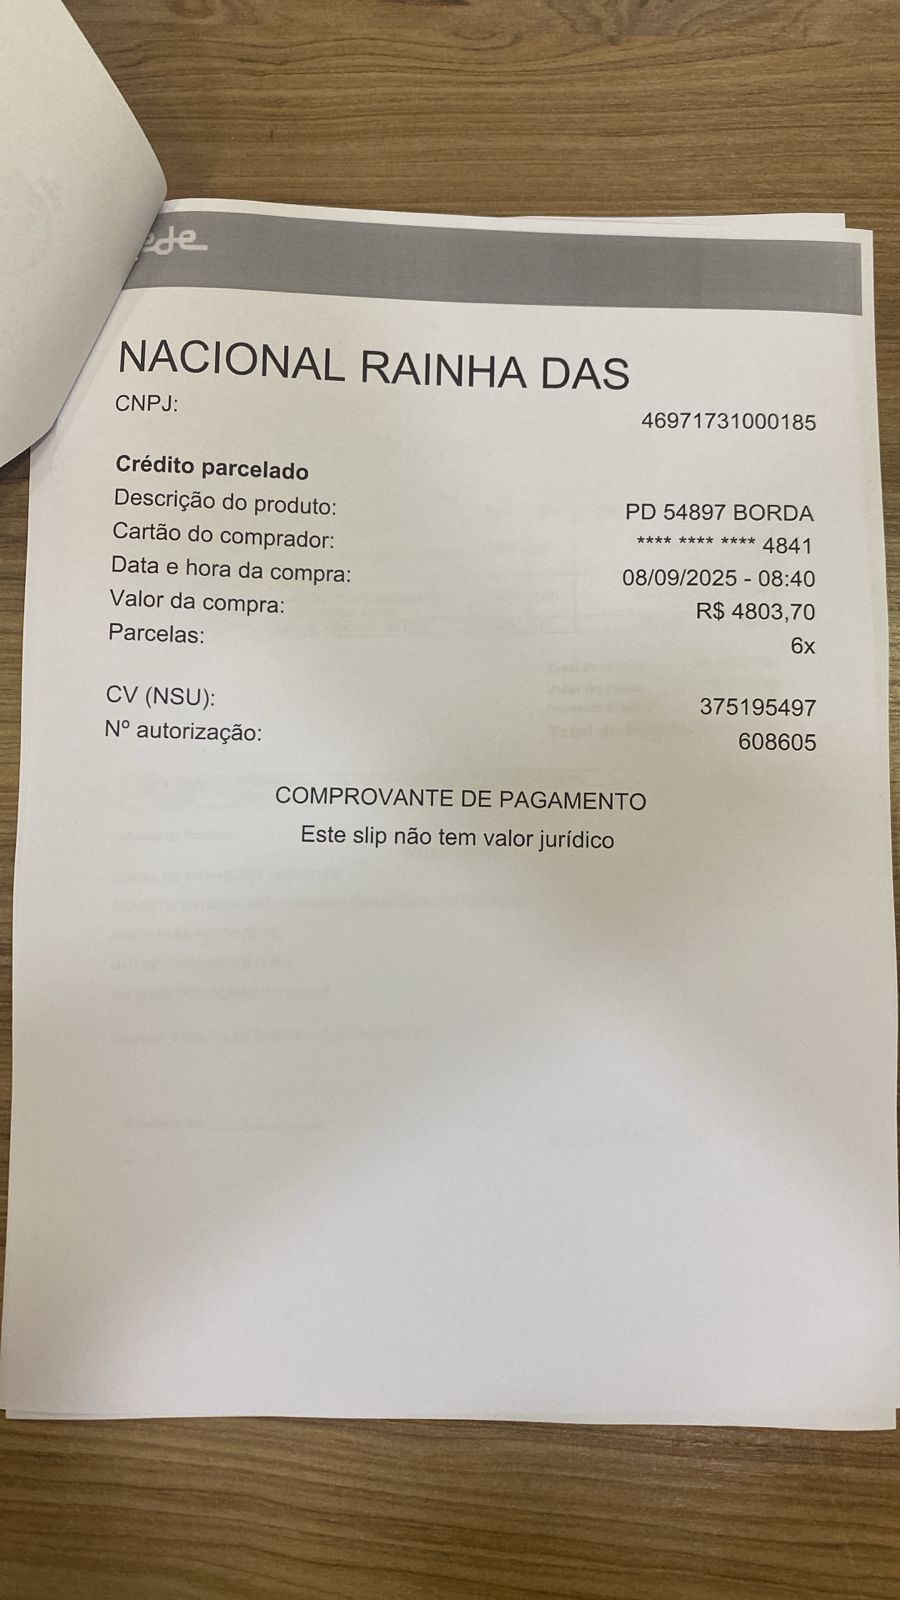 ede
NACIONAL RAINHA DAS
CNPJ: 46971731000185
Crédito parcelado
Descrição do produto: PD 54897 BORDA
Cartão do comprador: **** **** **** 4841
Data e hora da compra: 08/09/2025 - 08:40
Valor da compra: R$ 4803,70
Parcelas: 6x
CV (NSU): 375195497
Nº autorização: 608605
COMPROVANTE DE PAGAMENTO
Este slip não tem valor jurídico